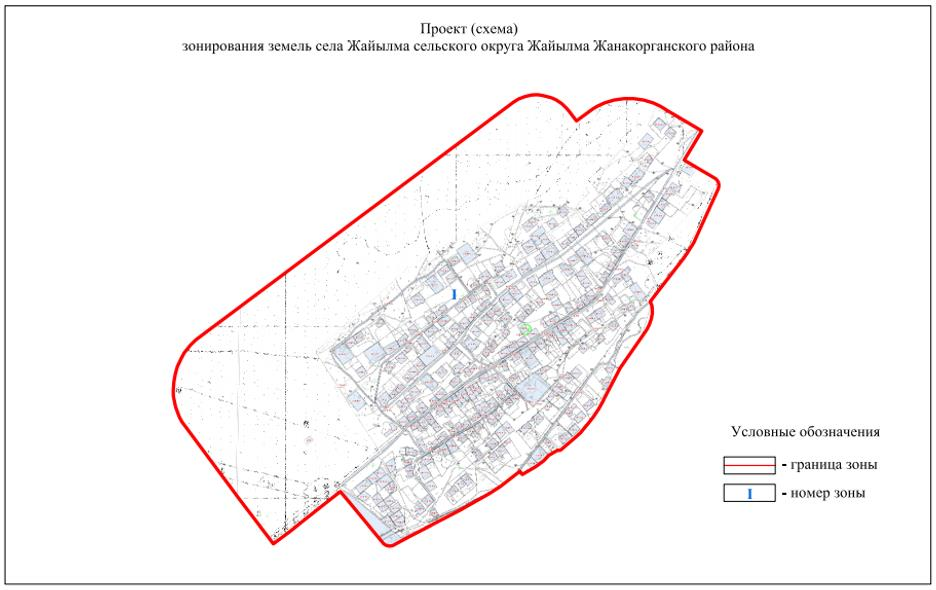 Проект (схема)
зонирования земель села Жайылма сельского округа Жайылма Жанакорганского района
I
Условные обозначения
- граница зоны
I - номер зоны